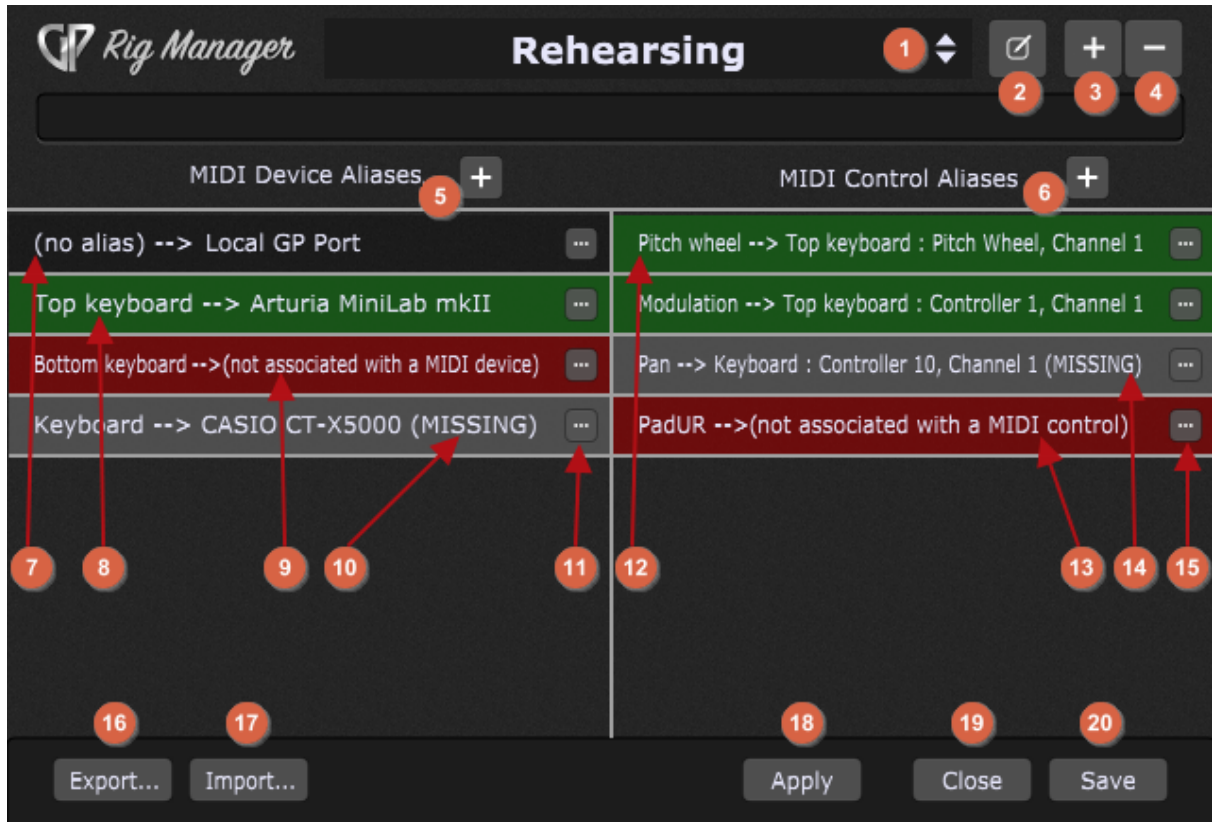 GP Rig Manager Rehearsing 1 + −
2 3 4
MIDI Device Aliases 5 + MIDI Control Aliases 6 +
(no alias) --> Local GP Port ... Pitch wheel --> Top keyboard : Pitch Wheel, Channel 1 ...
Top keyboard --> Arturia MiniLab mkII ... Modulation --> Top keyboard : Controller 1, Channel 1 ...
Bottom keyboard -->(not associated with a MIDI device) ... Pan --> Keyboard : Controller 10, Channel 1 (MISSING) ...
Keyboard --> CASIO CT-X5000 (MISSING) ... PadUR -->(not associated with a MIDI control) ...
7 8 9 10 11 12 13 14 15
16 17 18 19 20
Export... Import... Apply Close Save